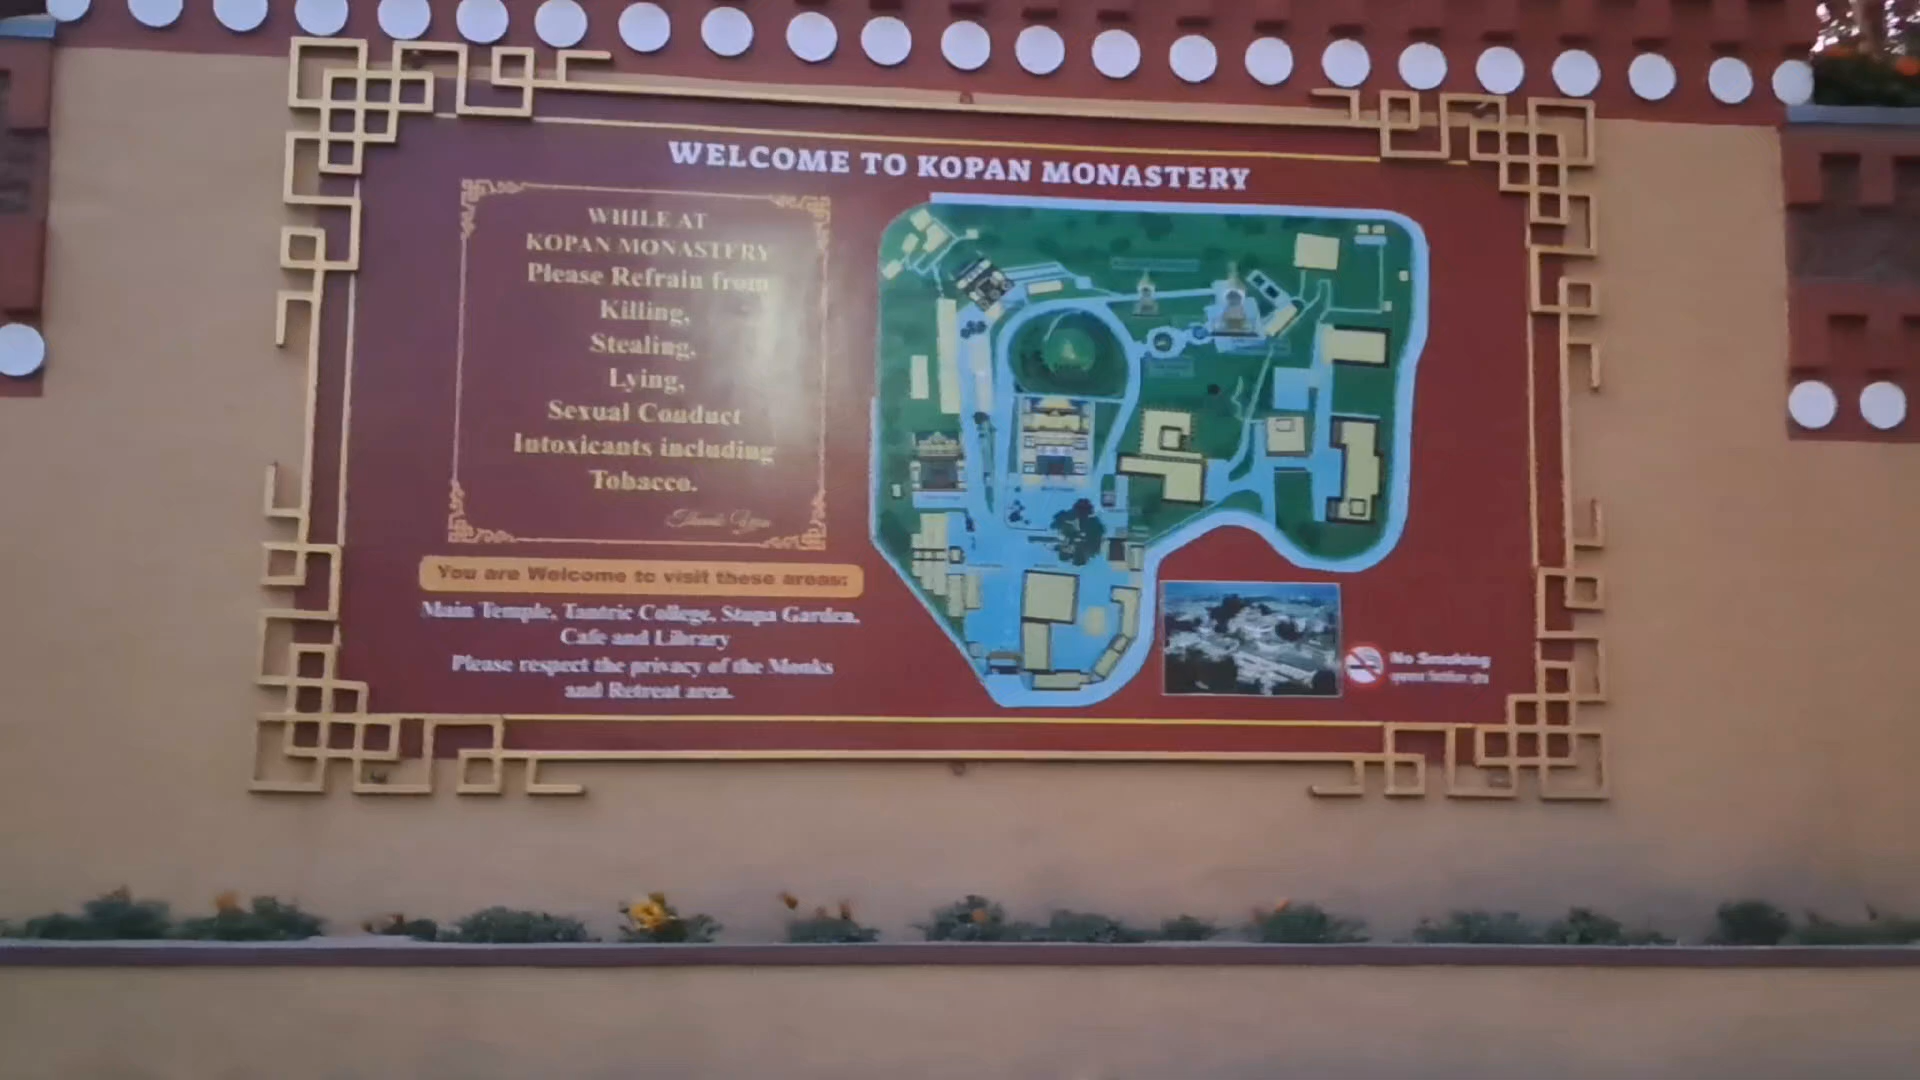 WELCOME TO KOPAN MONASTERY
WHILE AT
KOPAN MONASTERY
Please Refrain from
Killing,
Stealing,
Lying,
Sexual Conduct
Intoxicants including
Tobacco.
Thank You
You are Welcome to visit these areas:
Main Temple, Tantric College, Stupa Garden,
Cafe and Library
Please respect the privacy of the Monks
and Retreat area.
No Smoking